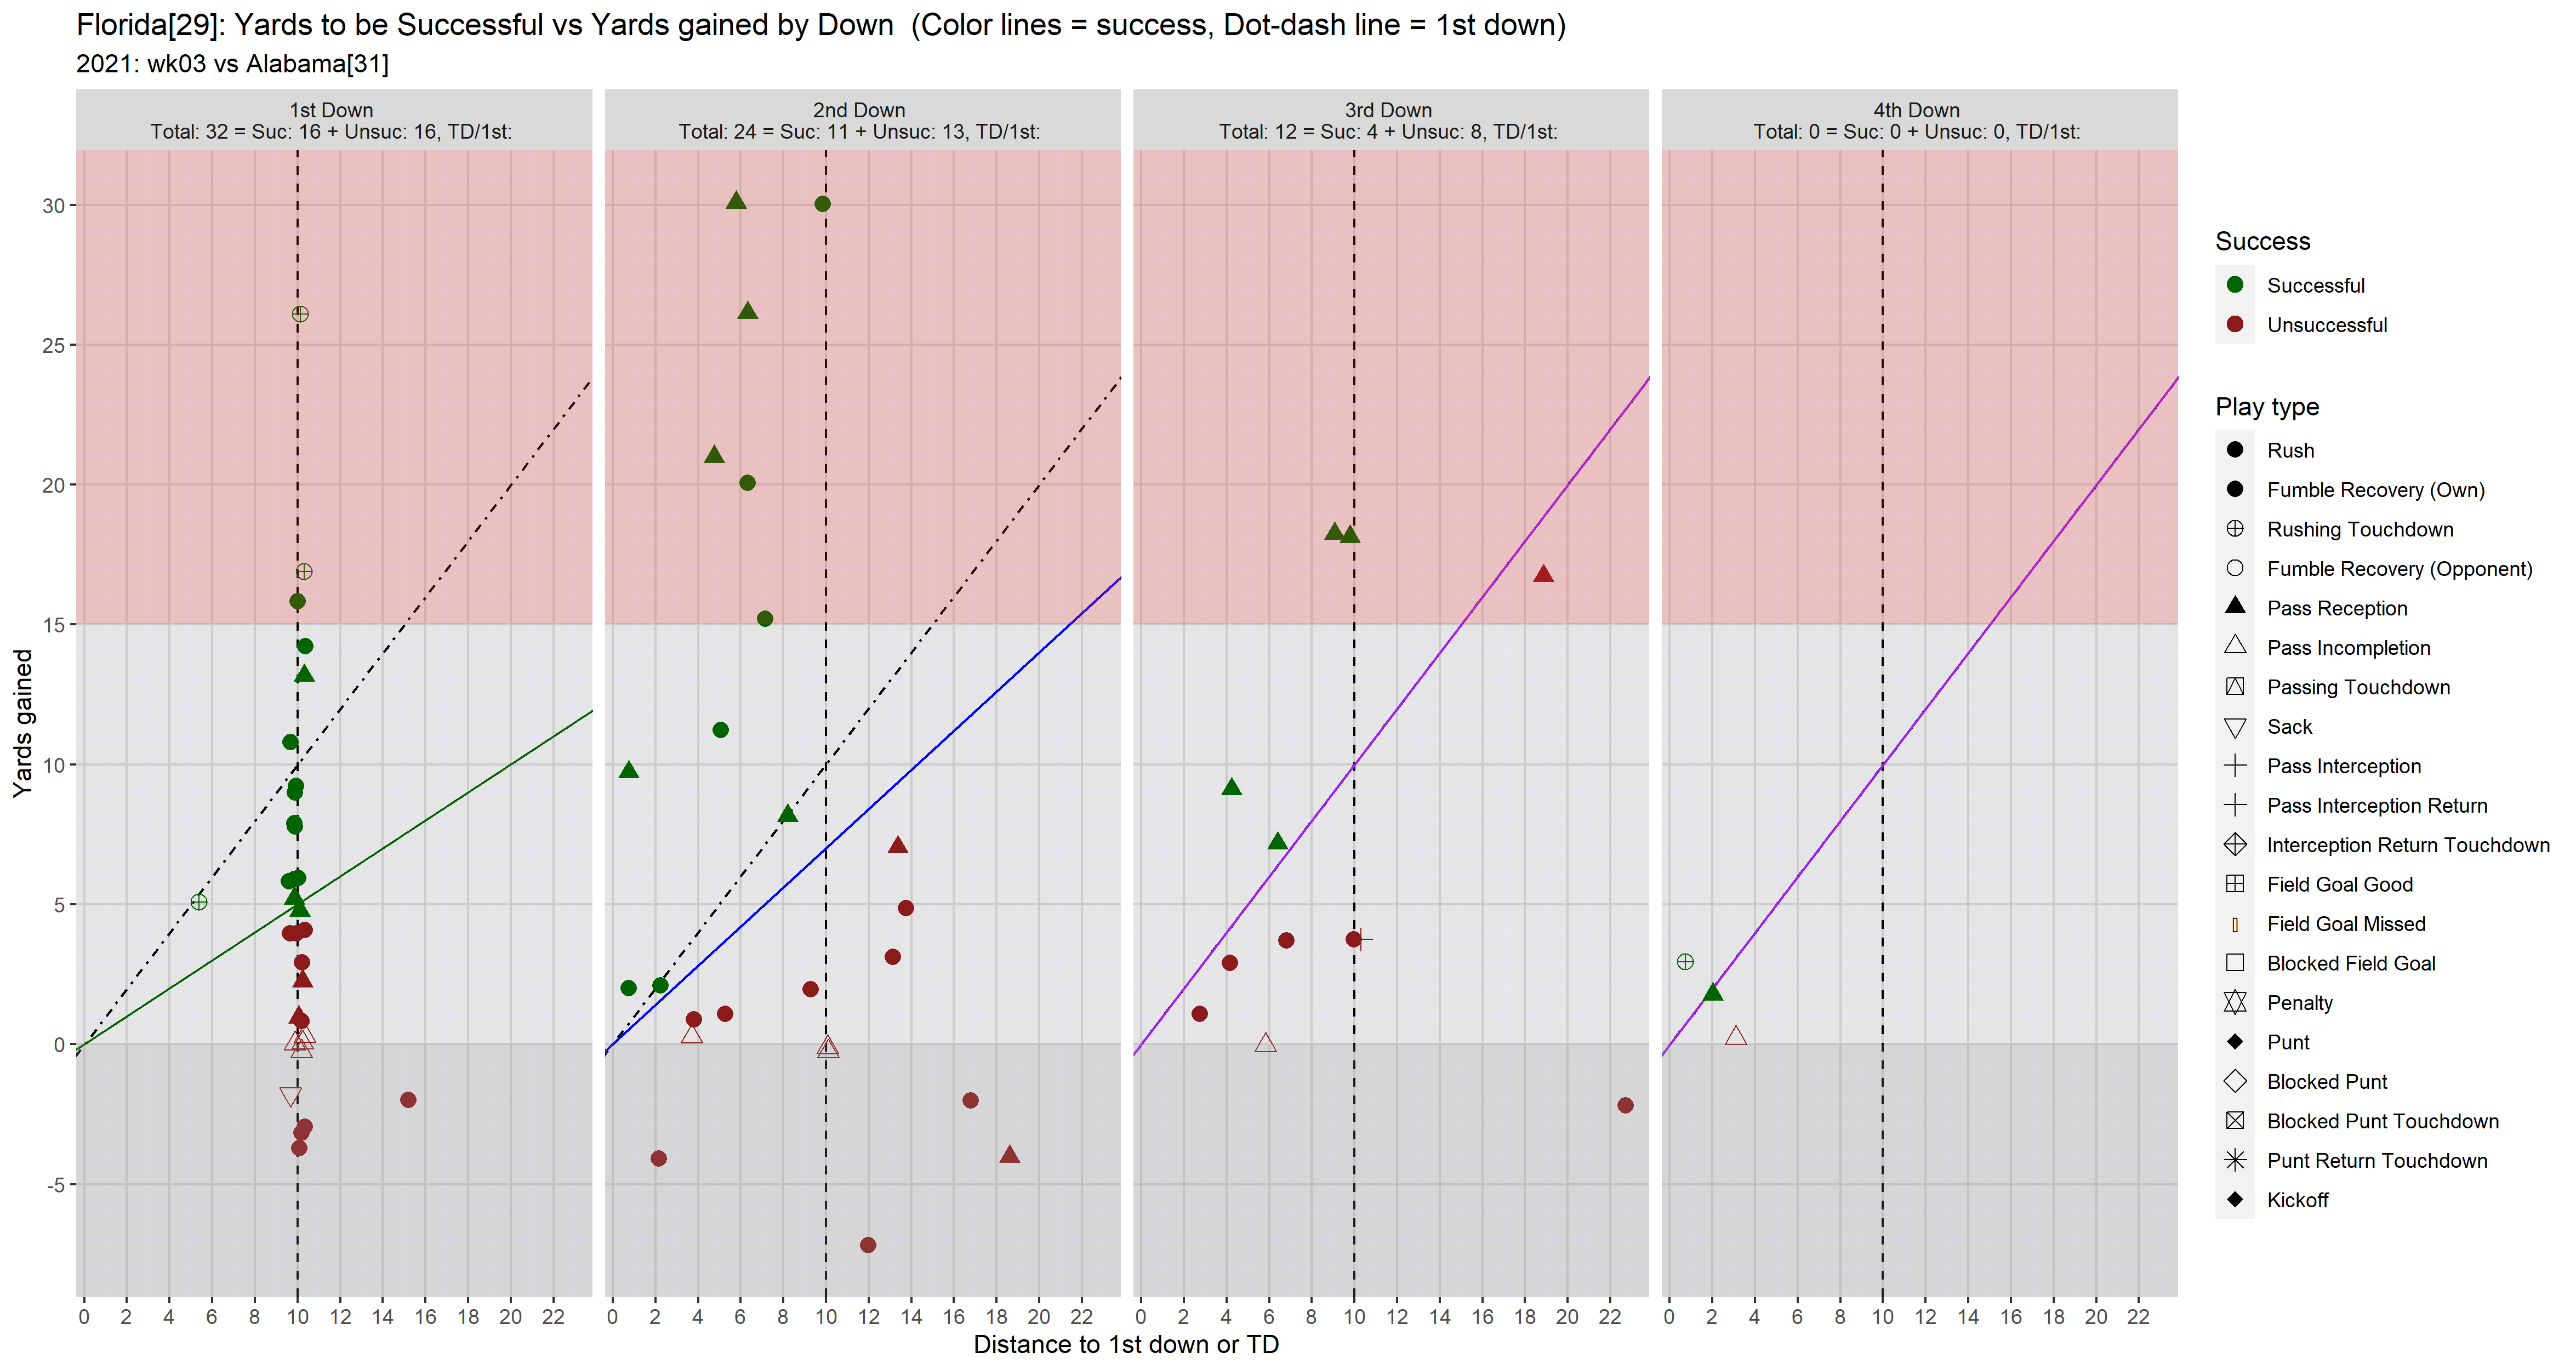 Florida[29]: Yards to be Successful vs Yards gained by Down  (Color lines = success, Dot-dash line = 1st down)
2021: wk03 vs Alabama[31]
1st Down
Total: 32 = Suc: 16 + Unsuc: 16, TD/1st:
2nd Down
Total: 24 = Suc: 11 + Unsuc: 13, TD/1st:
3rd Down
Total: 12 = Suc: 4 + Unsuc: 8, TD/1st:
4th Down
Total: 0 = Suc: 0 + Unsuc: 0, TD/1st:
Yards gained
30
25
20
15
10
5
0
-5
0 2 4 6 8 10 12 14 16 18 20 22
0 2 4 6 8 10 12 14 16 18 20 22
0 2 4 6 8 10 12 14 16 18 20 22
0 2 4 6 8 10 12 14 16 18 20 22
Distance to 1st down or TD
Success
Successful
Unsuccessful
Play type
Rush
Fumble Recovery (Own)
Rushing Touchdown
Fumble Recovery (Opponent)
Pass Reception
Pass Incompletion
Passing Touchdown
Sack
Pass Interception
Pass Interception Return
Interception Return Touchdown
Field Goal Good
Field Goal Missed
Blocked Field Goal
Penalty
Punt
Blocked Punt
Blocked Punt Touchdown
Punt Return Touchdown
Kickoff